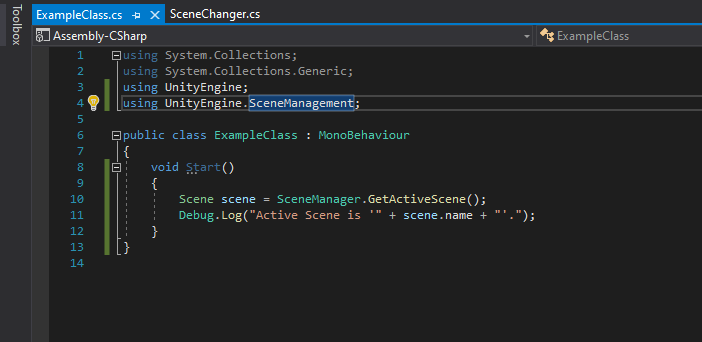 Toolbox
ExampleClass.cs SceneChanger.cs
Assembly-CSharp ExampleClass
1 using System.Collections;
2 using System.Collections.Generic;
3 using UnityEngine;
4 using UnityEngine.SceneManagement;
5
6 public class ExampleClass : MonoBehaviour
7 {
8 void Start()
9 {
10 Scene scene = SceneManager.GetActiveScene();
11 Debug.Log("Active Scene is '" + scene.name + "'.");
12 }
13 }
14